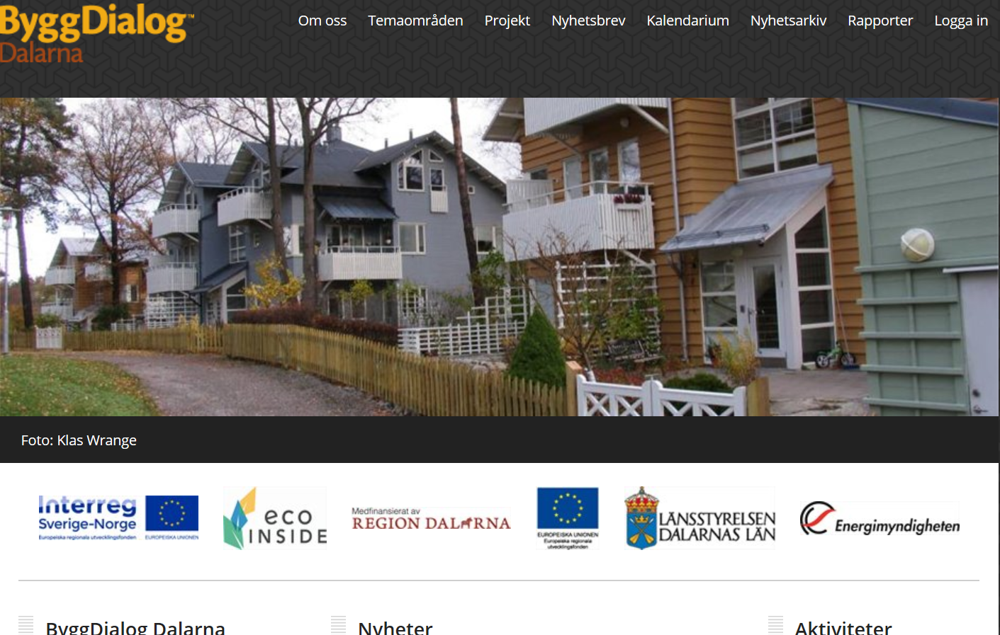 ByggDialog™
Dalarna
Om oss
Temaområden
Projekt
Nyhetsbrev
Kalendarium
Nyhetsarkiv
Rapporter
Logga in
Foto: Klas Wrange
Interreg
Sverige-Norge
Europeiska regionala utvecklingsfonden
EUROPEISKA UNIONEN
eco
INSIDE
Medfinansierat av
REGION DALARNA
EUROPEISKA UNIONEN
Europeiska regionala
utvecklingsfonden
LÄNSSTYRELSEN
DALARNAS LÄN
Energimyndigheten
ByggDialog Dalarna
Nyheter
Aktiviteter